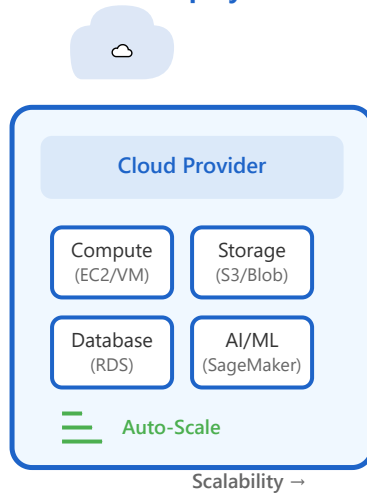 Cloud Provider
Compute
(EC2/VM)
Storage
(S3/Blob)
Database
(RDS)
AI/ML
(SageMaker)
Auto-Scale
Scalability →